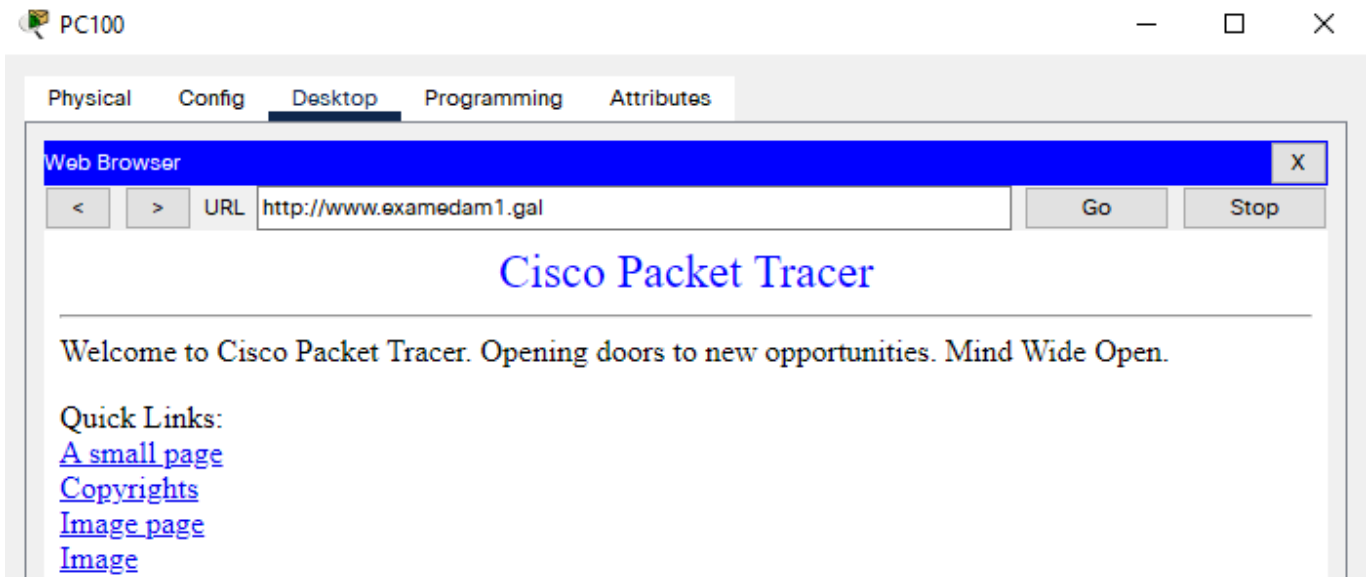 PC100
Physical Config Desktop Programming Attributes
Web Browser X
< > URL http://www.examedam1.gal Go Stop
Cisco Packet Tracer
Welcome to Cisco Packet Tracer. Opening doors to new opportunities. Mind Wide Open.
Quick Links:
A small page
Copyrights
Image page
Image